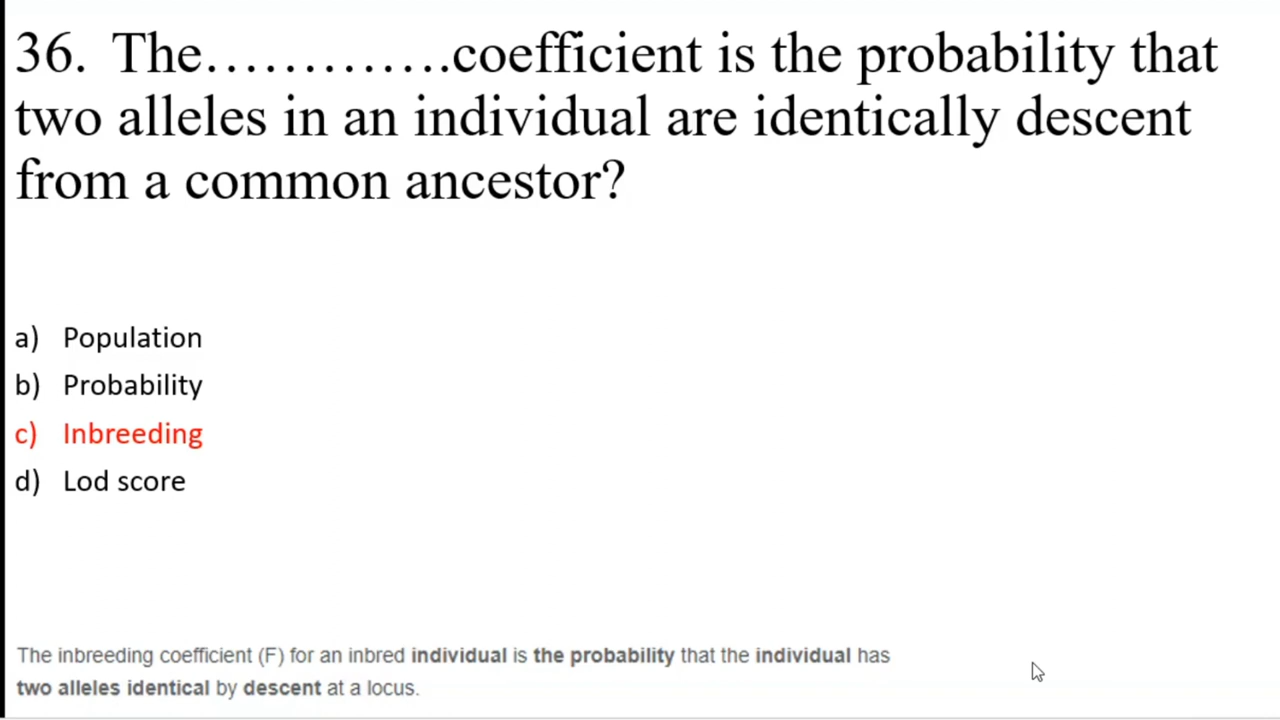 36. The.............coefficient is the probability that
two alleles in an individual are identically descent
from a common ancestor?
a) Population
b) Probability
c) Inbreeding
d) Lod score
The inbreeding coefficient (F) for an inbred individual is the probability that the individual has
two alleles identical by descent at a locus.